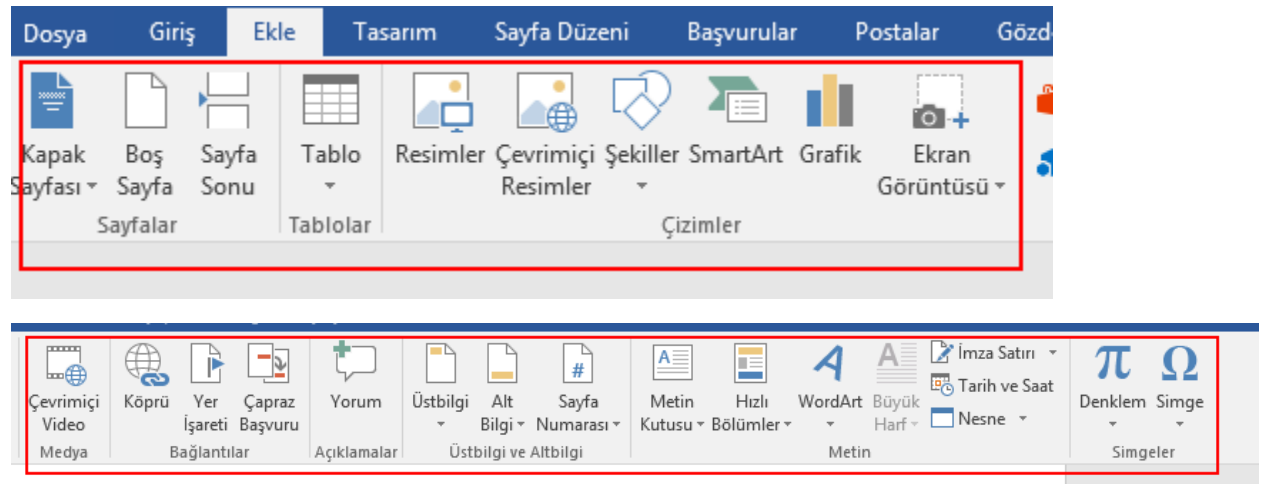 Dosya Giriş Ekle Tasarım Sayfa Düzeni Başvurular Postalar
Kapak Boş Sayfa Tablo Resimler Çevrimiçi Şekiller SmartArt Grafik Ekran
Sayfası Sayfa Sonu Resimler Görüntüsü
Sayfalar Tablolar Çizimler
İmza Satırı
# A A A π Ω
Tarih ve Saat
Çevrimiçi Köprü Yer Çapraz Yorum Üstbilgi Alt Sayfa Metin Hızlı WordArt Büyük Denklem Simge
Video İşareti Başvuru Bilgi Numarası Kutusu Bölümler Harf Nesne
Medya Bağlantılar Açıklamalar Üstbilgi ve Altbilgi Metin Simgeler